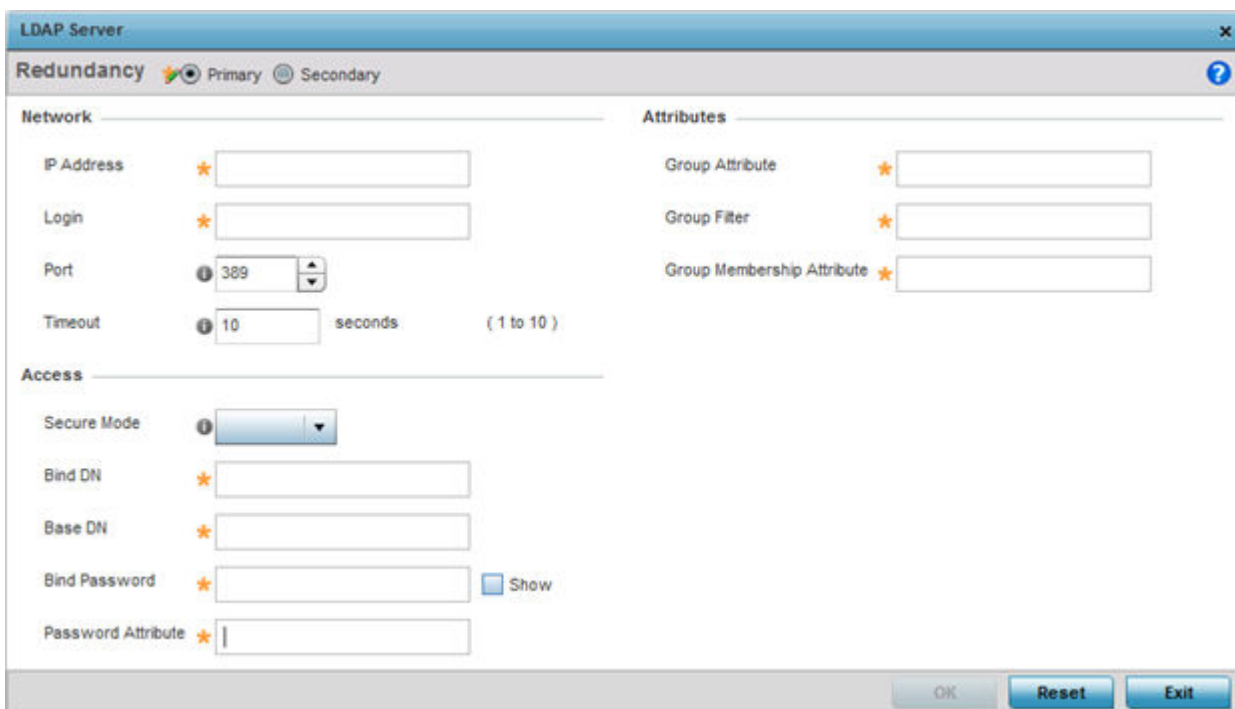 LDAP Server
Redundancy Primary Secondary
Network
IP Address
Login
Port 389
Timeout 10 seconds ( 1 to 10 )
Access
Secure Mode
Bind DN
Base DN
Bind Password Show
Password Attribute
Attributes
Group Attribute
Group Filter
Group Membership Attribute
OK Reset Exit